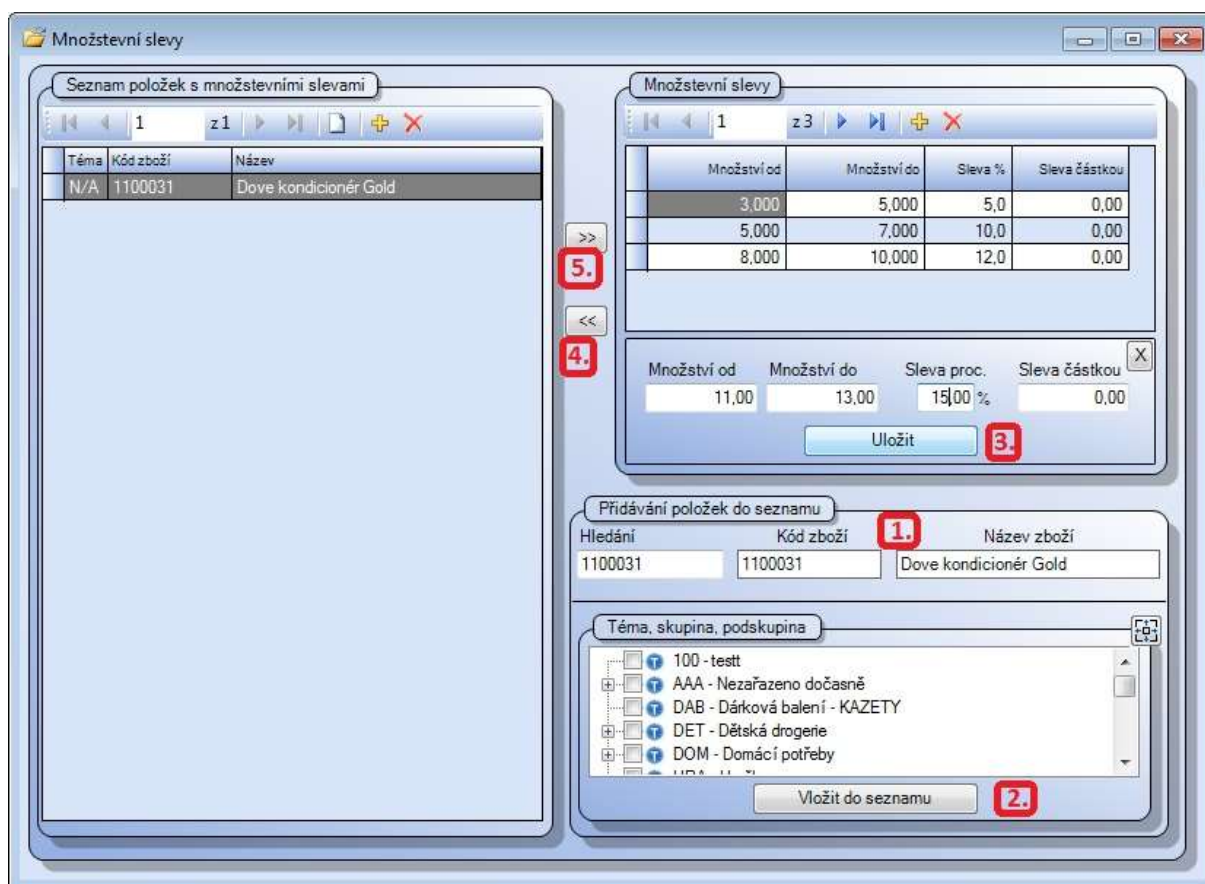 Množstevní slevy
Seznam položek s množstevními slevami
1 z 1
Téma Kód zboží Název
N/A 1100031 Dove kondicionér Gold
>>
5.
<<
4.
Množstevní slevy
1 z 3
Množství od Množství do Sleva % Sleva částkou
3,000 5,000 5,0 0,00
5,000 7,000 10,0 0,00
8,000 10,000 12,0 0,00
X
Množství od Množství do Sleva proc. Sleva částkou
11,00 13,00 15,00 % 0,00
Uložit 3.
Přidávání položek do seznamu
Hledání Kód zboží 1. Název zboží
1100031 1100031 Dove kondicionér Gold
Téma, skupina, podskupina
T 100 - testt
T AAA - Nezařazeno dočasně
T DAB - Dárková balení - KAZETY
T DET - Dětská drogerie
T DOM - Domácí potřeby
Vložit do seznamu 2.